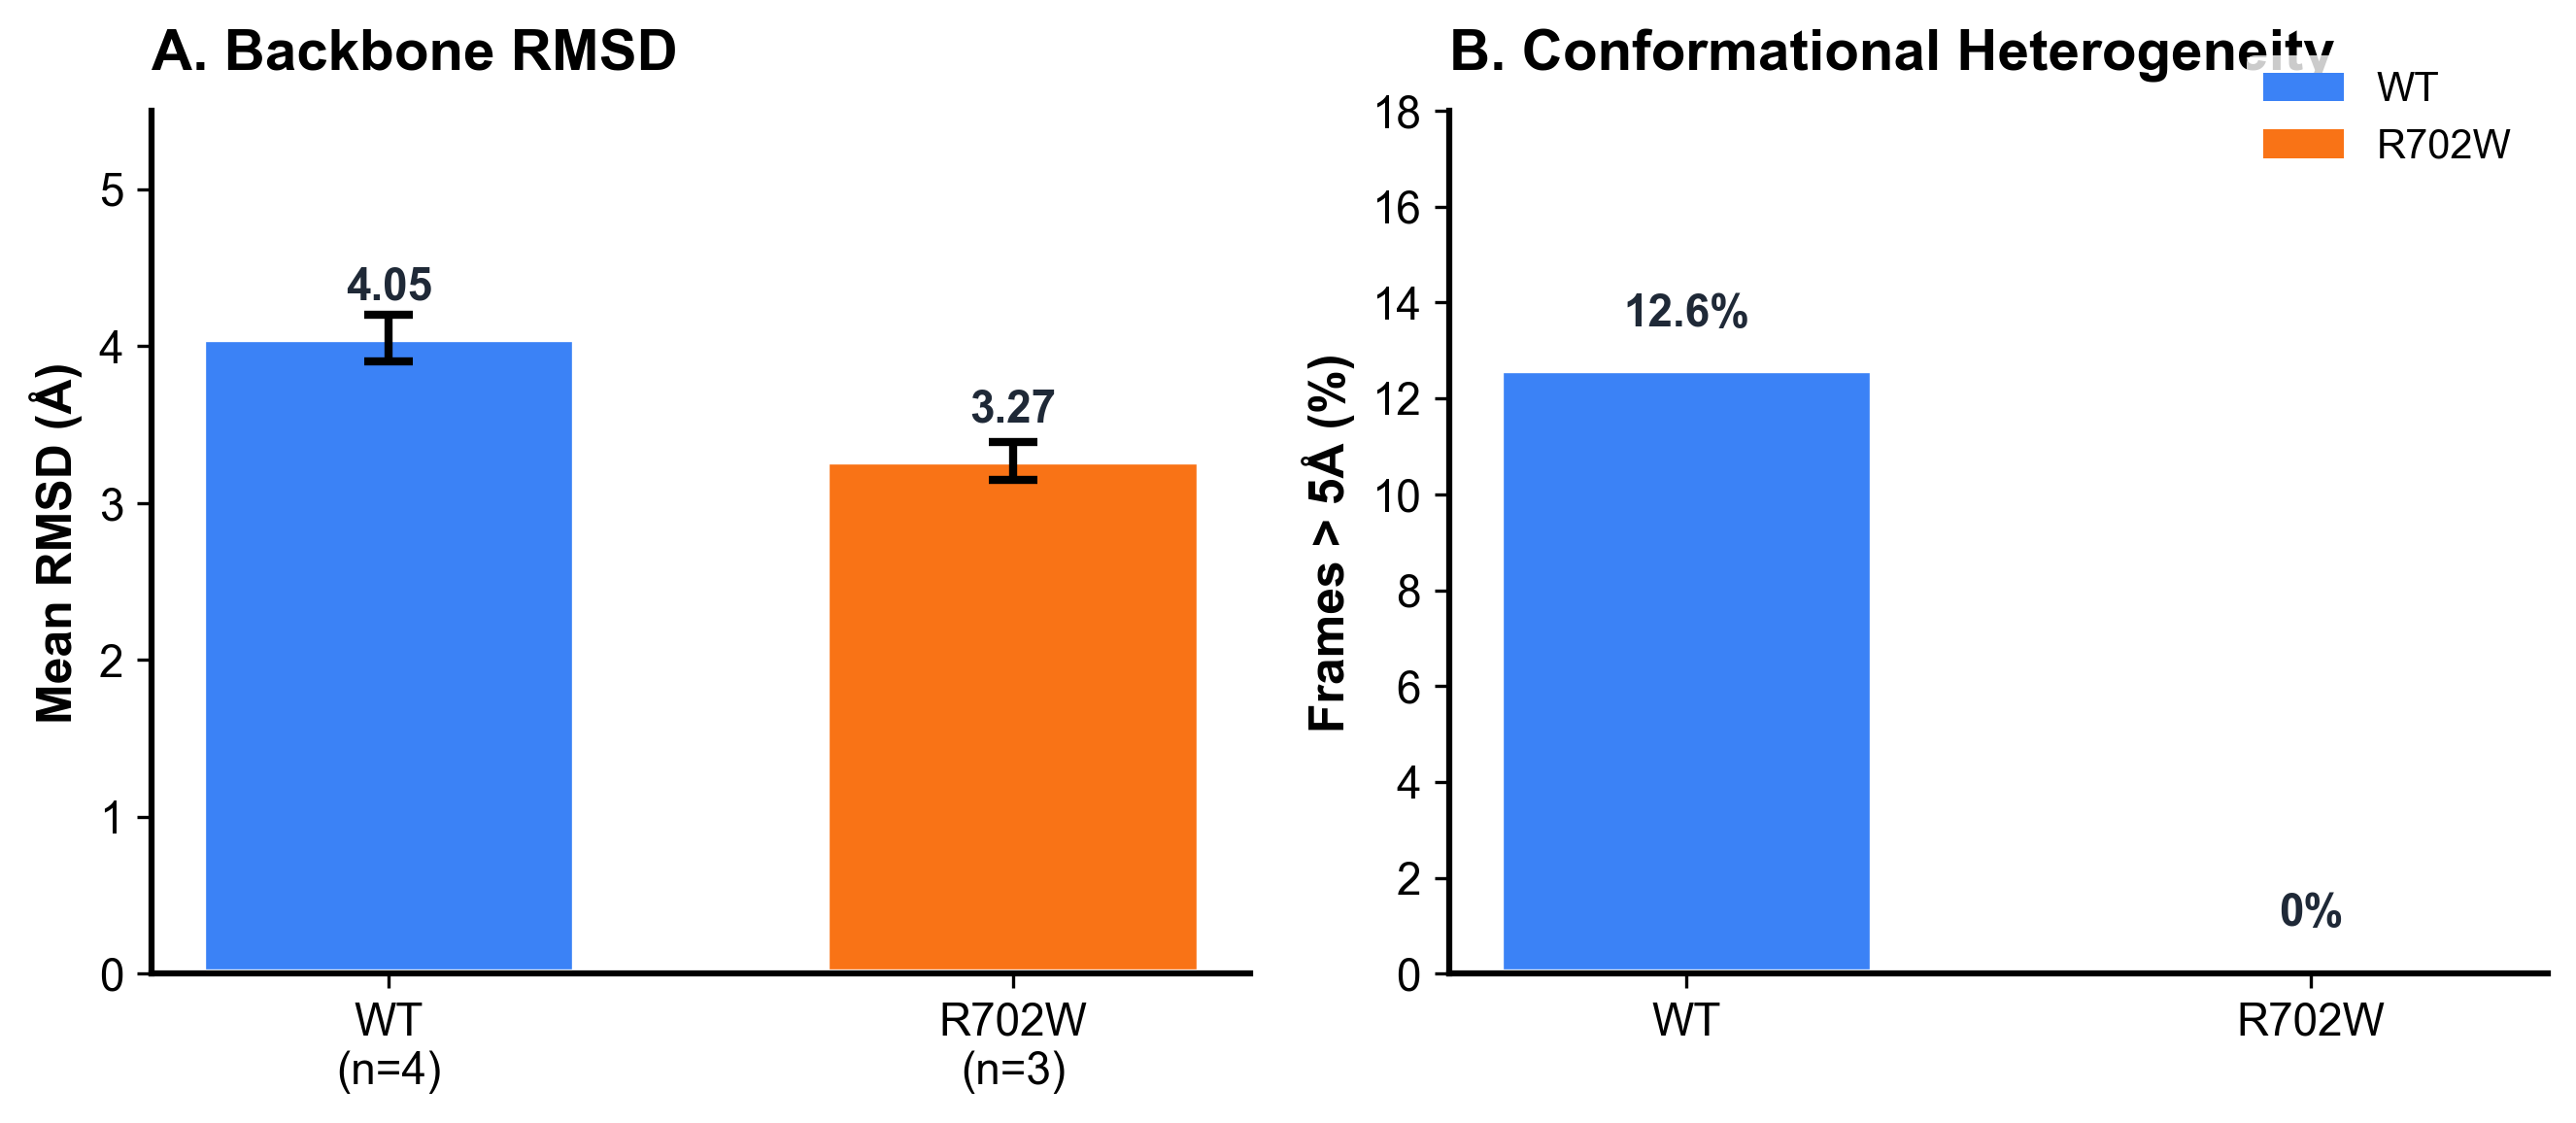 A. Backbone RMSD
Mean RMSD (Å)
5
4
3
2
1
0
4.05
3.27
WT
(n=4)
R702W
(n=3)
B. Conformational Heterogeneity
WT
R702W
Frames > 5Å (%)
18
16
14
12
10
8
6
4
2
0
12.6%
0%
WT
R702W